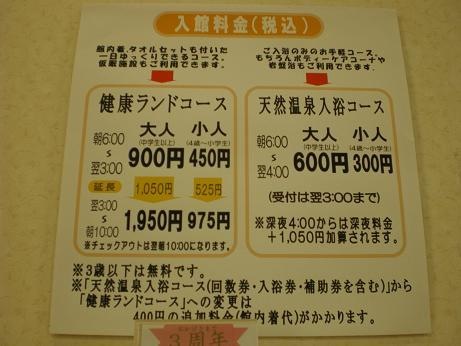 入館料金(税込)
館内着、タオルセットも付いた
一日ゆっくりできるコース。
仮眠施設もご利用できます。
健康ランドコース
大人 小人
(中学生以上) (4歳~小学生)
朝6:00
~
翌3:00
900円 450円
延長 1,050円 525円
翌3:00
~
朝10:00
1,950円 975円
※チェックアウトは翌朝10:00になります。
ご入浴のみのお手軽コース。
もちろんボディーケアコーナや
岩盤浴もご利用できます。
天然温泉入浴コース
大人 小人
(中学生以上) (4歳~小学生)
朝6:00
~
翌4:00
600円 300円
(受付は翌3:00まで)
※深夜4:00からは深夜料金
+1,050円加算されます。
※3歳以下は無料です。
※「天然温泉入浴コース(回数券・入浴券・補助券を含む)」から
「健康ランドコース」への変更は
400円の追加料金(館内着代)がかかります。
3周年